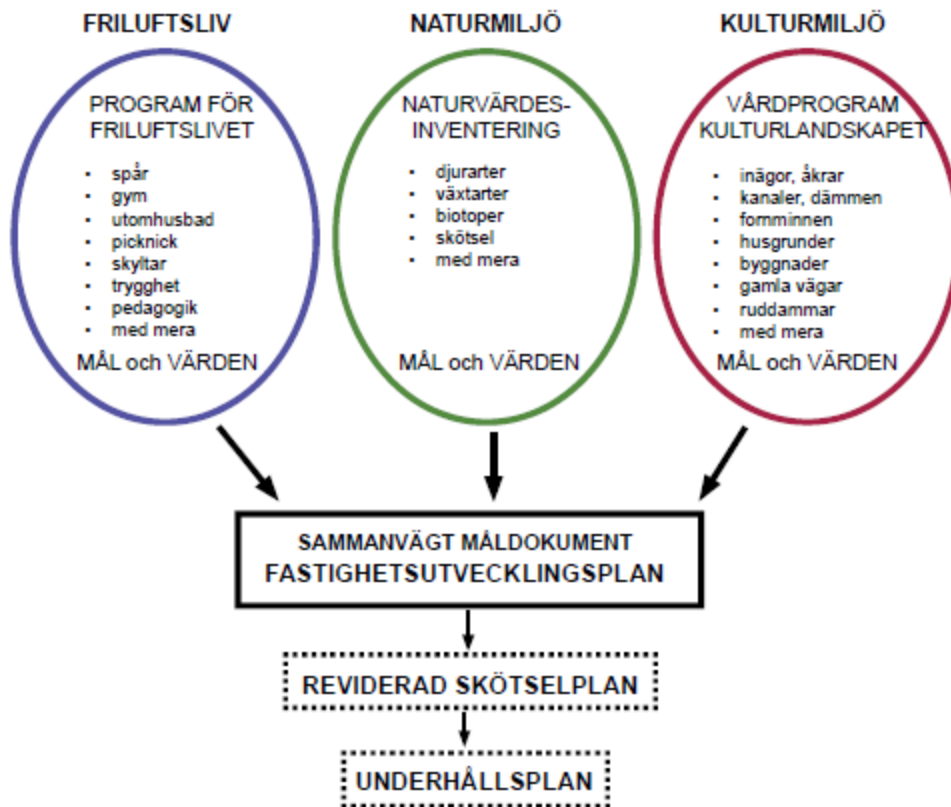 FRILUFTSLIV
PROGRAM FÖR
FRILUFTSLIVET
▪ spår
▪ gym
▪ utomhusbad
▪ picknick
▪ skyltar
▪ trygghet
▪ pedagogik
▪ med mera
MÅL och VÄRDEN
NATURMILJÖ
NATURVÄRDES-
INVENTERING
▪ djurarter
▪ växtarter
▪ biotoper
▪ skötsel
▪ med mera
MÅL och VÄRDEN
KULTURMILJÖ
VÅRDPROGRAM
KULTURLANDSKAPET
▪ inägor, åkrar
▪ kanaler, dämmen
▪ fornminnen
▪ husgrunder
▪ byggnader
▪ gamla vägar
▪ ruddammar
▪ med mera
MÅL och VÄRDEN
SAMMANVÄGT MÅLDOKUMENT
FASTIGHETSUTVECKLINGSPLAN
REVIDERAD SKÖTSELPLAN
UNDERHÅLLSPLAN